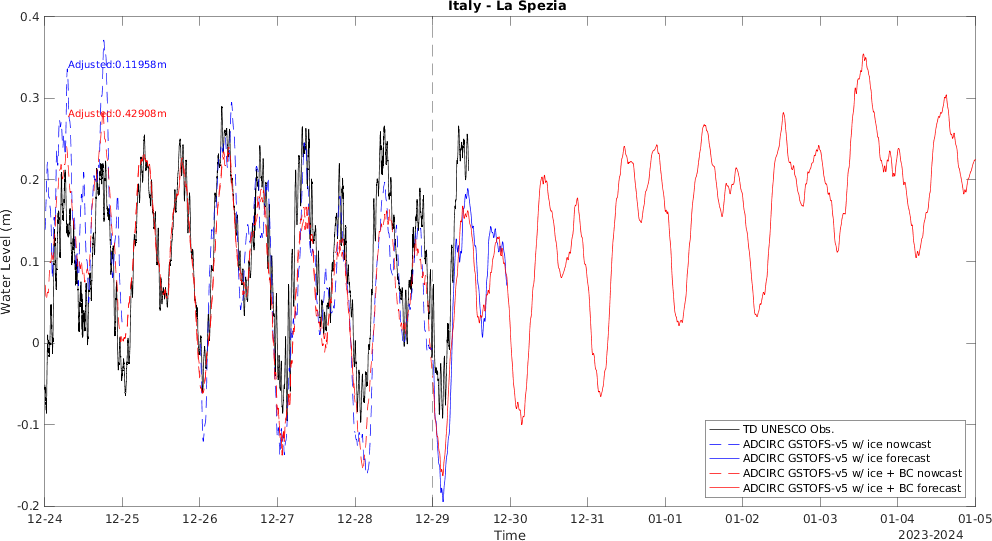 Italy - La Spezia
0.4
0.3
0.2
0.1
0
-0.1
-0.2
Water Level (m)
Adjusted:0.11958m
Adjusted:0.42908m
TD UNESCO Obs.
ADCIRC GSTOFS-v5 w/ ice nowcast
ADCIRC GSTOFS-v5 w/ ice forecast
ADCIRC GSTOFS-v5 w/ ice + BC nowcast
ADCIRC GSTOFS-v5 w/ ice + BC forecast
12-24 12-25 12-26 12-27 12-28 12-29 12-30 12-31 01-01 01-02 01-03 01-04 01-05
Time
2023-2024